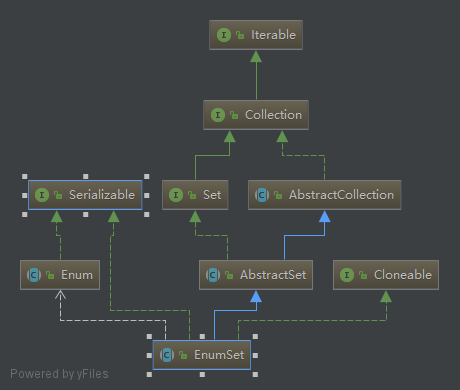 I Iterable
I Collection
I Serializable
I Set
C AbstractCollection
C Enum
C AbstractSet
I Cloneable
C EnumSet
Powered by yFiles